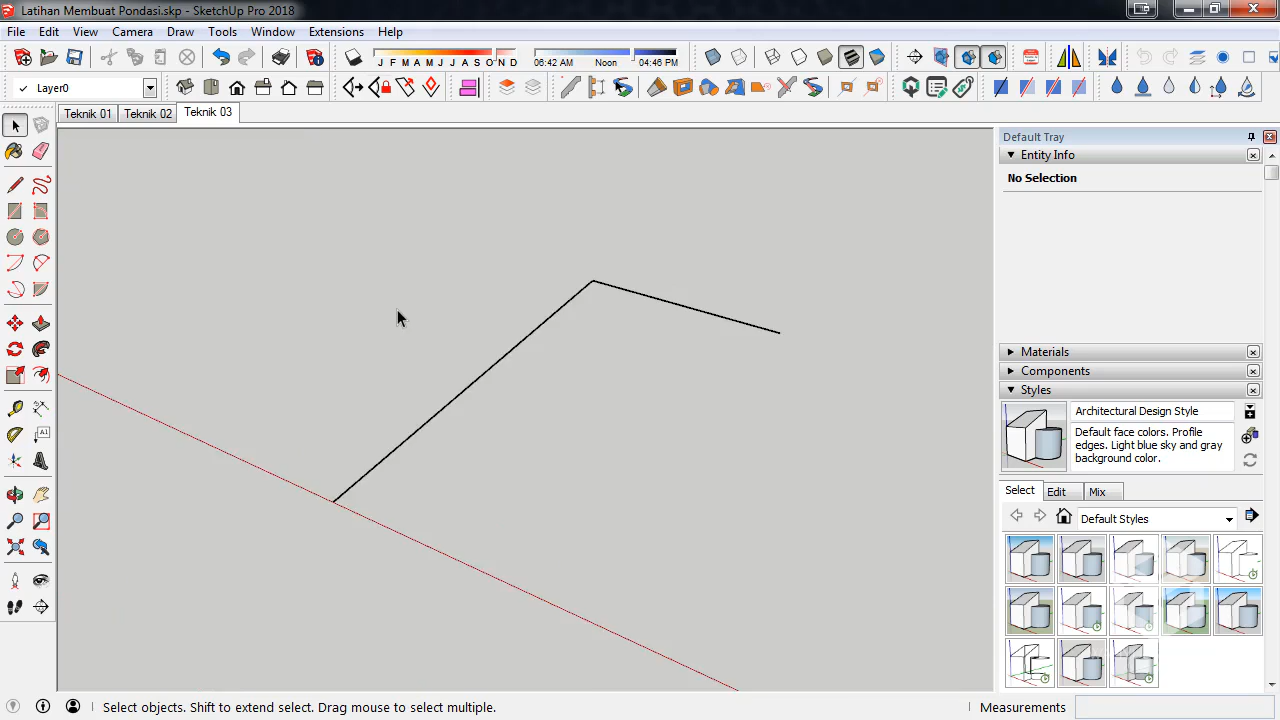 Latihan Membuat Pondasi.skp - SketchUp Pro 2018
File Edit View Camera Draw Tools Window Extensions Help
J F M A M J J A S O N D
06:42 AM Noon 04:46 PM
Layer0
Teknik 01 Teknik 02 Teknik 03
Default Tray
Entity Info
No Selection
Materials
Components
Styles
Architectural Design Style
Default face colors. Profile
edges. Light blue sky and gray
background color.
Select Edit Mix
Default Styles
Select objects. Shift to extend select. Drag mouse to select multiple.
Measurements